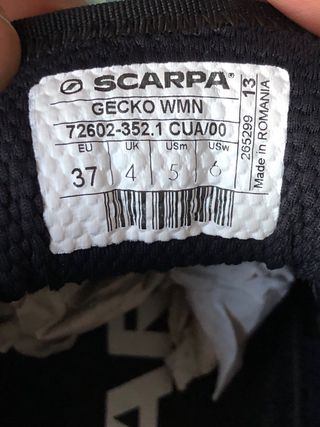 SCARPA®
GECKO WMN
72602-352.1 CUA/00
EU UK USm USw
37 4 5 6
265299 13
Made in ROMANIA
AR